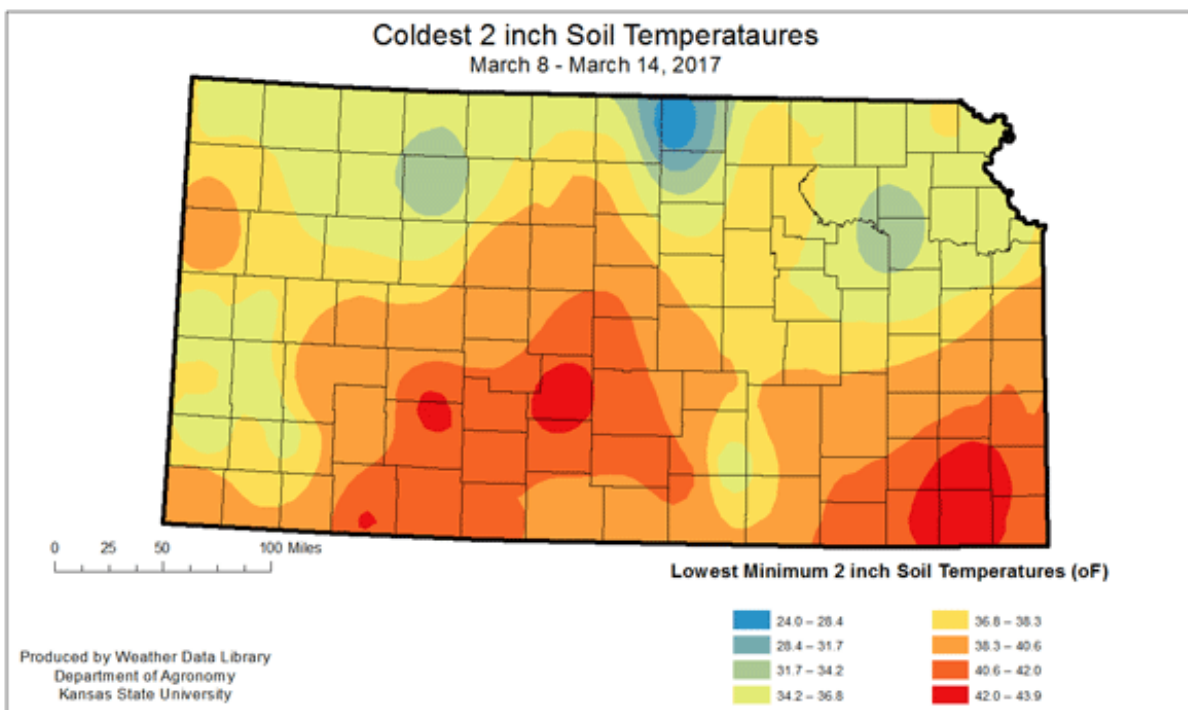 Coldest 2 inch Soil Temperataures
March 8 - March 14, 2017
0 25 50 100 Miles
Lowest Minimum 2 inch Soil Temperatures (oF)
24.0 – 28.4
28.4 – 31.7
31.7 – 34.2
34.2 – 36.8
36.8 – 38.3
38.3 – 40.6
40.6 – 42.0
42.0 – 43.9
Produced by Weather Data Library
Department of Agronomy
Kansas State University